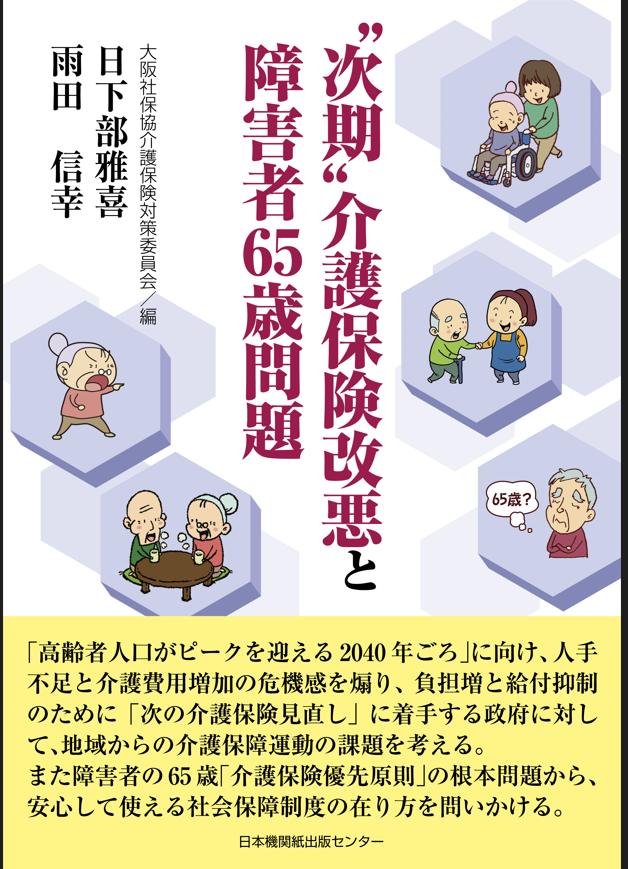 ”次期“介護保険改悪と
障害者65歳問題
大阪社保協介護保険対策委員会／編
日下部雅喜
雨田　信幸
65歳？
「高齢者人口がピークを迎える2040年ごろ」に向け、人手
不足と介護費用増加の危機感を煽り、負担増と給付抑制
のために「次の介護保険見直し」に着手する政府に対し
て、地域からの介護保障運動の課題を考える。
また障害者の65歳「介護保険優先原則」の根本問題から、
安心して使える社会保障制度の在り方を問いかける。
日本機関紙出版センター